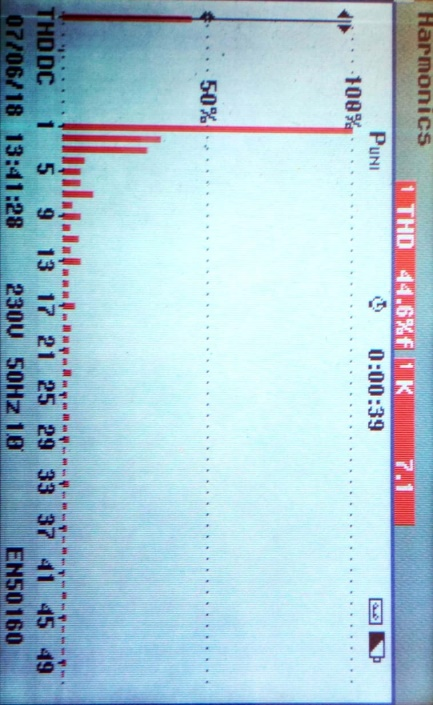 Harmonics
1 THD 44.6%f 1 K 7.1
PUNI 0:00:39
100%
50%
THDDC 1 5 9 13 17 21 25 29 33 37 41 45 49
07/06/18 13:41:28 230V 50Hz 1Ø EN50160